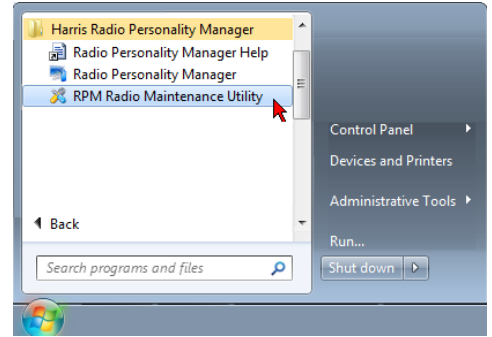 Harris Radio Personality Manager
Radio Personality Manager Help
Radio Personality Manager
RPM Radio Maintenance Utility
Back
Search programs and files
Control Panel
Devices and Printers
Administrative Tools
Run...
Shut down